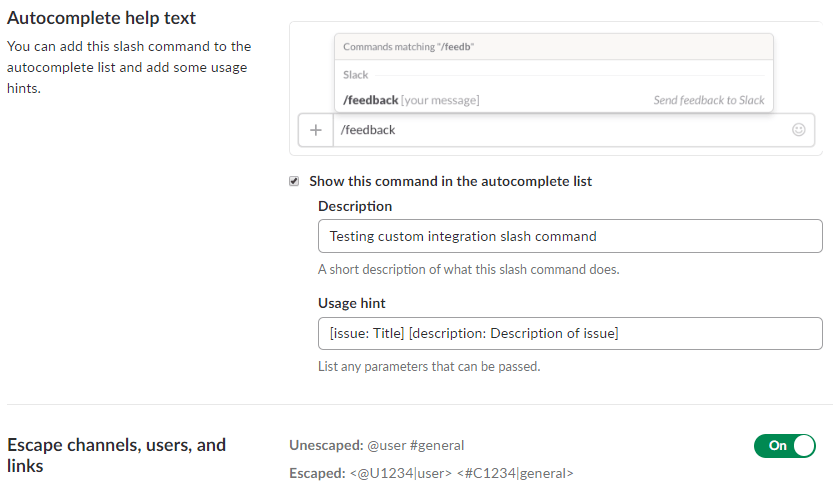 Autocomplete help text
You can add this slash command to the
autocomplete list and add some usage
hints.
Commands matching "/feedb"
Slack
/feedback [your message] Send feedback to Slack
/feedback
Show this command in the autocomplete list
Description
Testing custom integration slash command
A short description of what this slash command does.
Usage hint
[issue: Title] [description: Description of issue]
List any parameters that can be passed.
Escape channels, users, and
links
Unescaped: @user #general
On
Escaped: <@U1234|user> <#C1234|general>